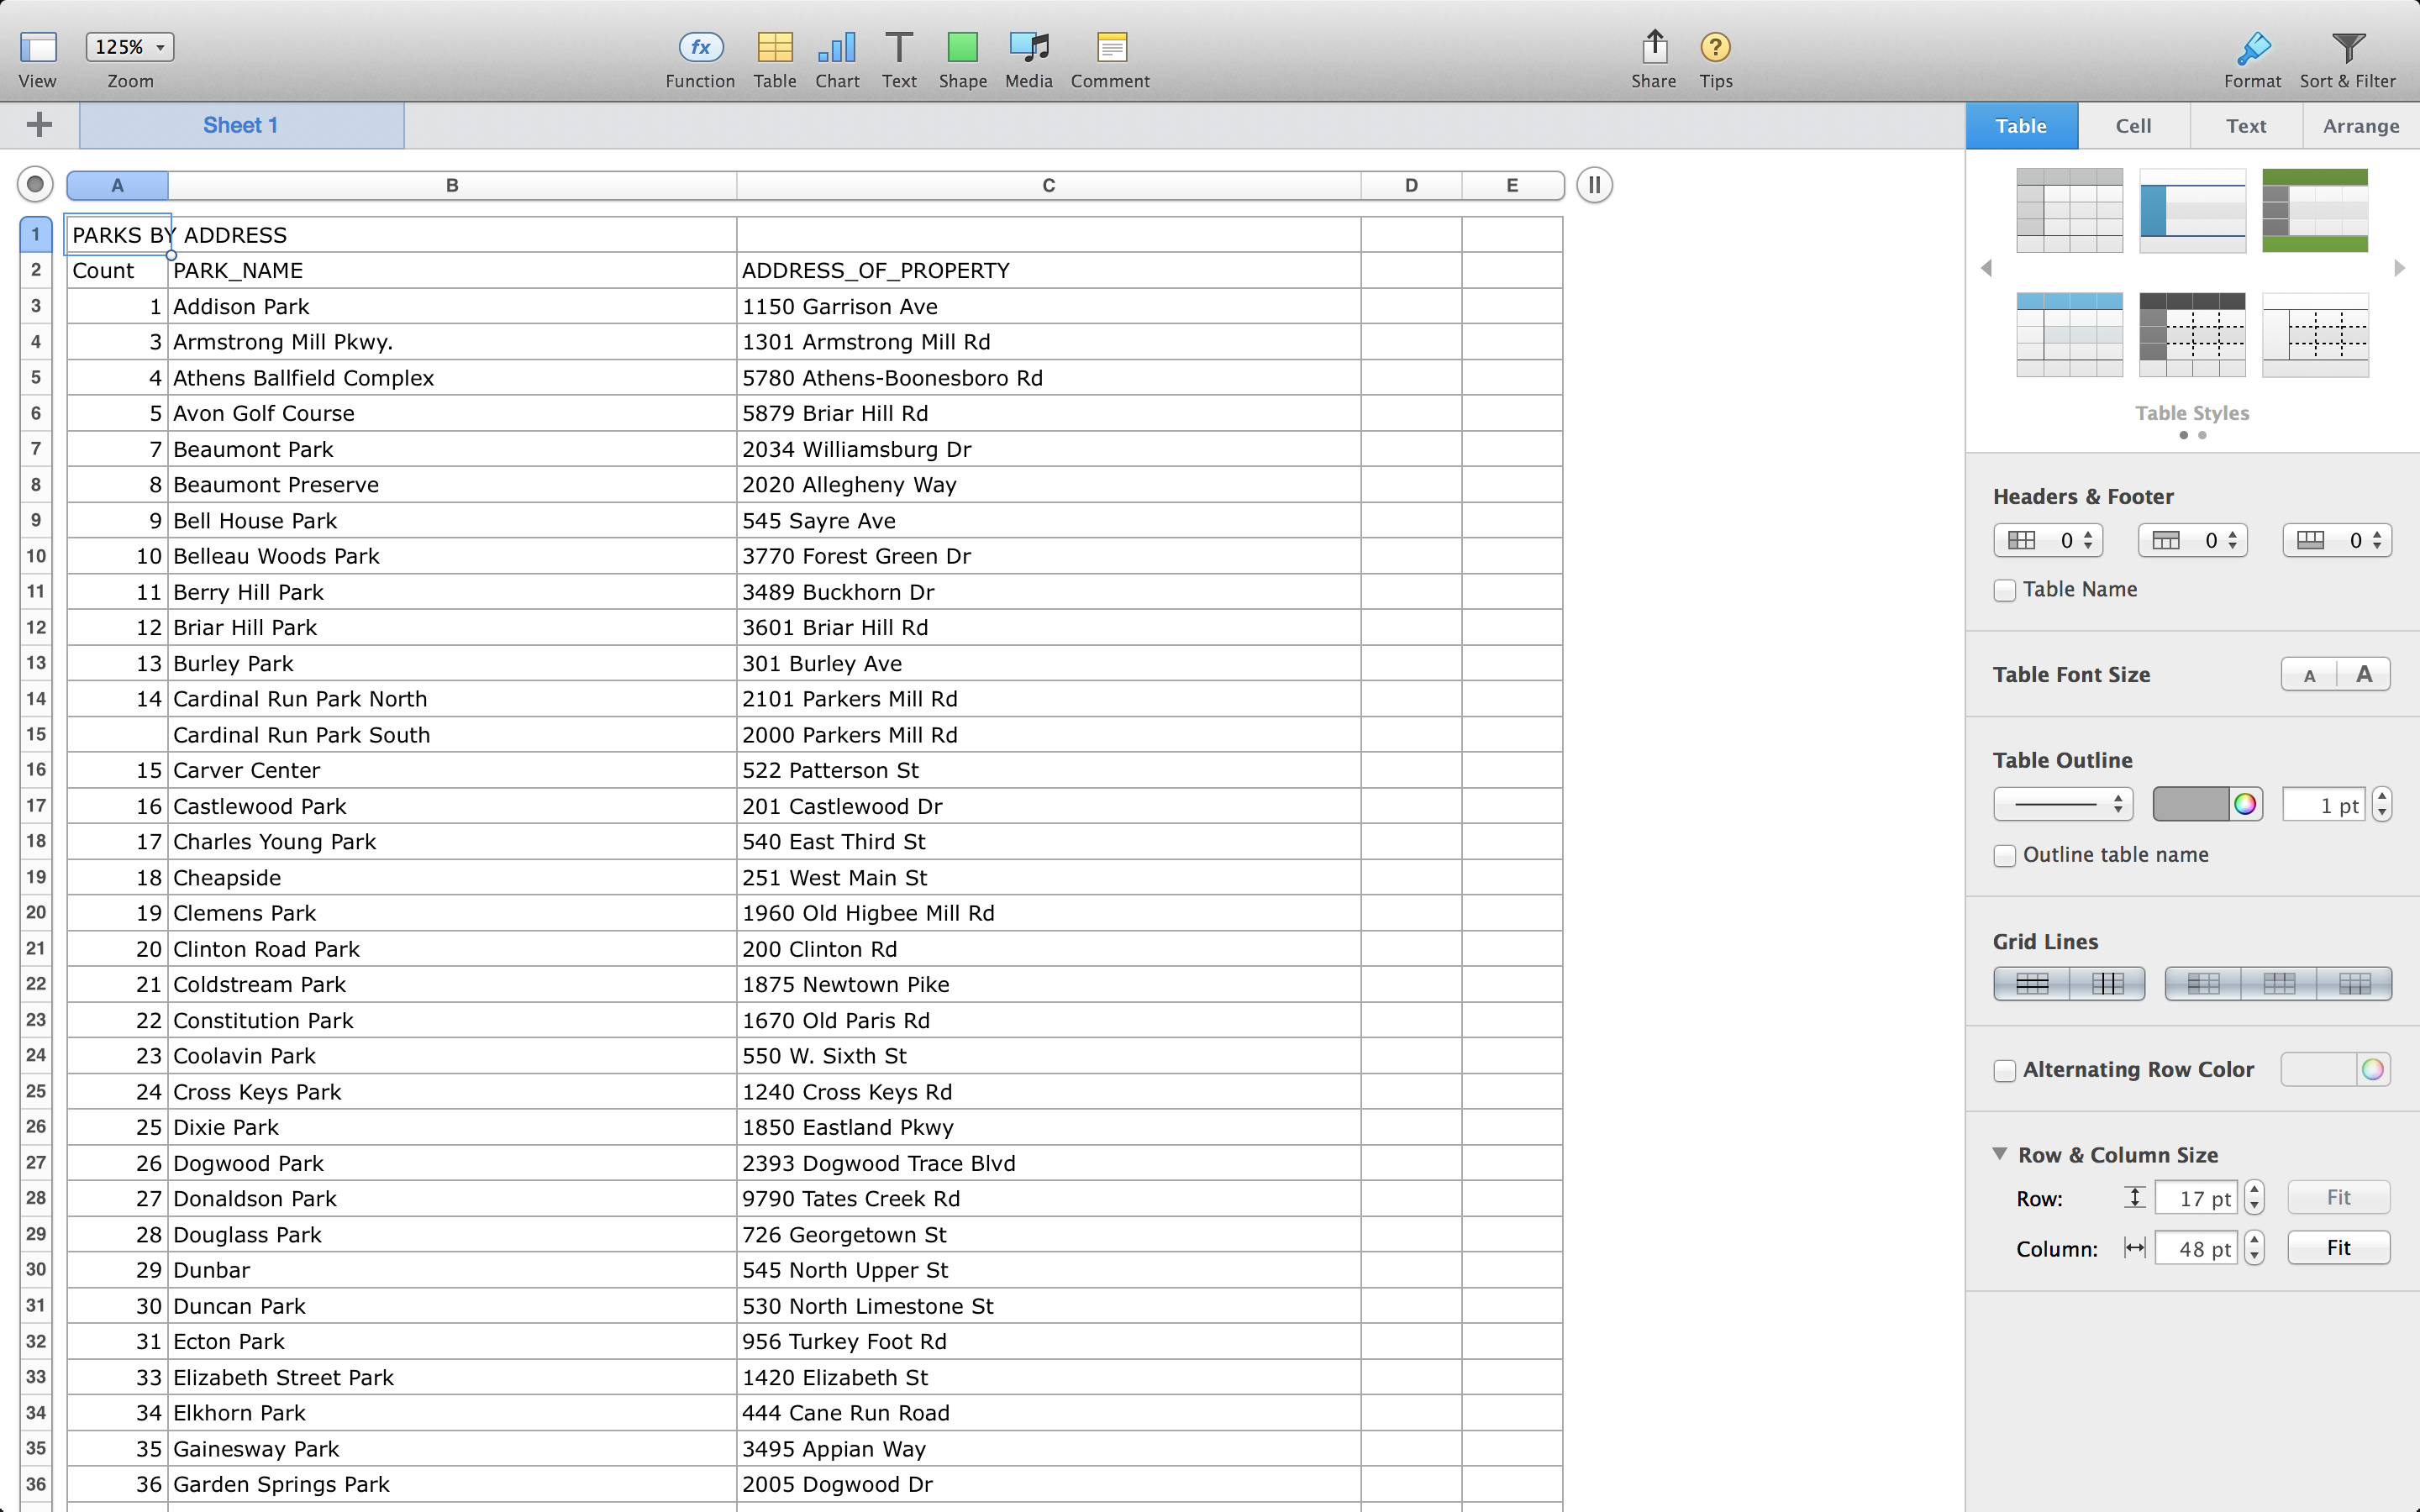 View
125%
Zoom
fx
Function
Table
Chart
Text
Shape
Media
Comment
Share
?
Tips
Format
Sort & Filter
Sheet 1
Table Cell Text Arrange
A B C D E
1 PARKS BY ADDRESS
2 Count PARK_NAME ADDRESS_OF_PROPERTY
3 1 Addison Park 1150 Garrison Ave
4 3 Armstrong Mill Pkwy. 1301 Armstrong Mill Rd
5 4 Athens Ballfield Complex 5780 Athens-Boonesboro Rd
6 5 Avon Golf Course 5879 Briar Hill Rd
7 7 Beaumont Park 2034 Williamsburg Dr
8 8 Beaumont Preserve 2020 Allegheny Way
9 9 Bell House Park 545 Sayre Ave
10 10 Belleau Woods Park 3770 Forest Green Dr
11 11 Berry Hill Park 3489 Buckhorn Dr
12 12 Briar Hill Park 3601 Briar Hill Rd
13 13 Burley Park 301 Burley Ave
14 14 Cardinal Run Park North 2101 Parkers Mill Rd
15 Cardinal Run Park South 2000 Parkers Mill Rd
16 15 Carver Center 522 Patterson St
17 16 Castlewood Park 201 Castlewood Dr
18 17 Charles Young Park 540 East Third St
19 18 Cheapside 251 West Main St
20 19 Clemens Park 1960 Old Higbee Mill Rd
21 20 Clinton Road Park 200 Clinton Rd
22 21 Coldstream Park 1875 Newtown Pike
23 22 Constitution Park 1670 Old Paris Rd
24 23 Coolavin Park 550 W. Sixth St
25 24 Cross Keys Park 1240 Cross Keys Rd
26 25 Dixie Park 1850 Eastland Pkwy
27 26 Dogwood Park 2393 Dogwood Trace Blvd
28 27 Donaldson Park 9790 Tates Creek Rd
29 28 Douglass Park 726 Georgetown St
30 29 Dunbar 545 North Upper St
31 30 Duncan Park 530 North Limestone St
32 31 Ecton Park 956 Turkey Foot Rd
33 33 Elizabeth Street Park 1420 Elizabeth St
34 34 Elkhorn Park 444 Cane Run Road
35 35 Gainesway Park 3495 Appian Way
36 36 Garden Springs Park 2005 Dogwood Dr
Table Styles
Headers & Footer
0 0 0
Table Name
Table Font Size A A
Table Outline
1 pt
Outline table name
Grid Lines
Alternating Row Color
Row & Column Size
Row: 17 pt Fit
Column: 48 pt Fit